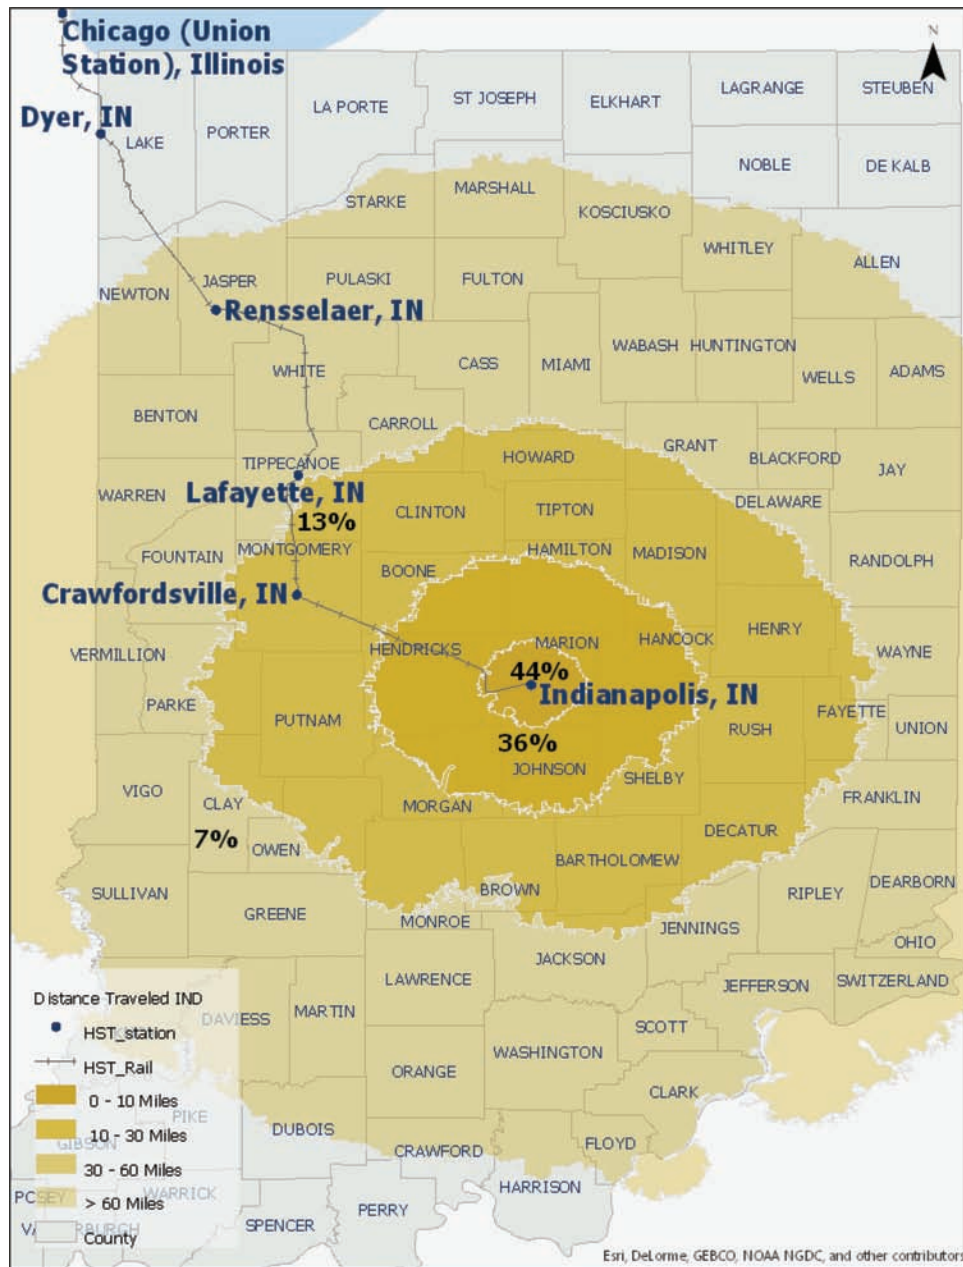 Chicago (Union
Station), Illinois
N
LAGRANGE
STEUBEN
ST JOSEPH
ELKHART
LA PORTE
Dyer, IN
PORTER
LAKE
NOBLE
DE KALB
MARSHALL
STARKE
KOSCIUSKO
WHITLEY
ALLEN
JASPER
PULASKI
FULTON
NEWTON
Rensselaer, IN
WABASH
HUNTINGTON
CASS
MIAMI
WHITE
WELLS
ADAMS
BENTON
CARROLL
GRANT
BLACKFORD
JAY
HOWARD
TIPPECANOE
WARREN
Lafayette, IN
DELAWARE
CLINTON
TIPTON
13%
FOUNTAIN
MONTGOMERY
HAMILTON
MADISON
RANDOLPH
BOONE
Crawfordsville, IN
HENRY
HANCOCK
MARION
HENDRICKS
VERMILLION
WAYNE
44%
Indianapolis, IN
PARKE
PUTNAM
FAYETTE
UNION
RUSH
36%
JOHNSON
SHELBY
VIGO
CLAY
MORGAN
FRANKLIN
DECATUR
7%
OWEN
BARTHOLOMEW
BROWN
DEARBORN
SULLIVAN
RIPLEY
GREENE
MONROE
JENNINGS
OHIO
JACKSON
LAWRENCE
JEFFERSON
SWITZERLAND
Distance Traveled IND
HST_station
HST_Rail
0 - 10 Miles
10 - 30 Miles
30 - 60 Miles
> 60 Miles
County
DAVIESS
MARTIN
SCOTT
WASHINGTON
ORANGE
CLARK
PIKE
DUBOIS
GIBSON
FLOYD
CRAWFORD
HARRISON
WARRICK
POSEY
PERRY
SPENCER
Esri, DeLorme, GEBCO, NOAA NGDC, and other contributors